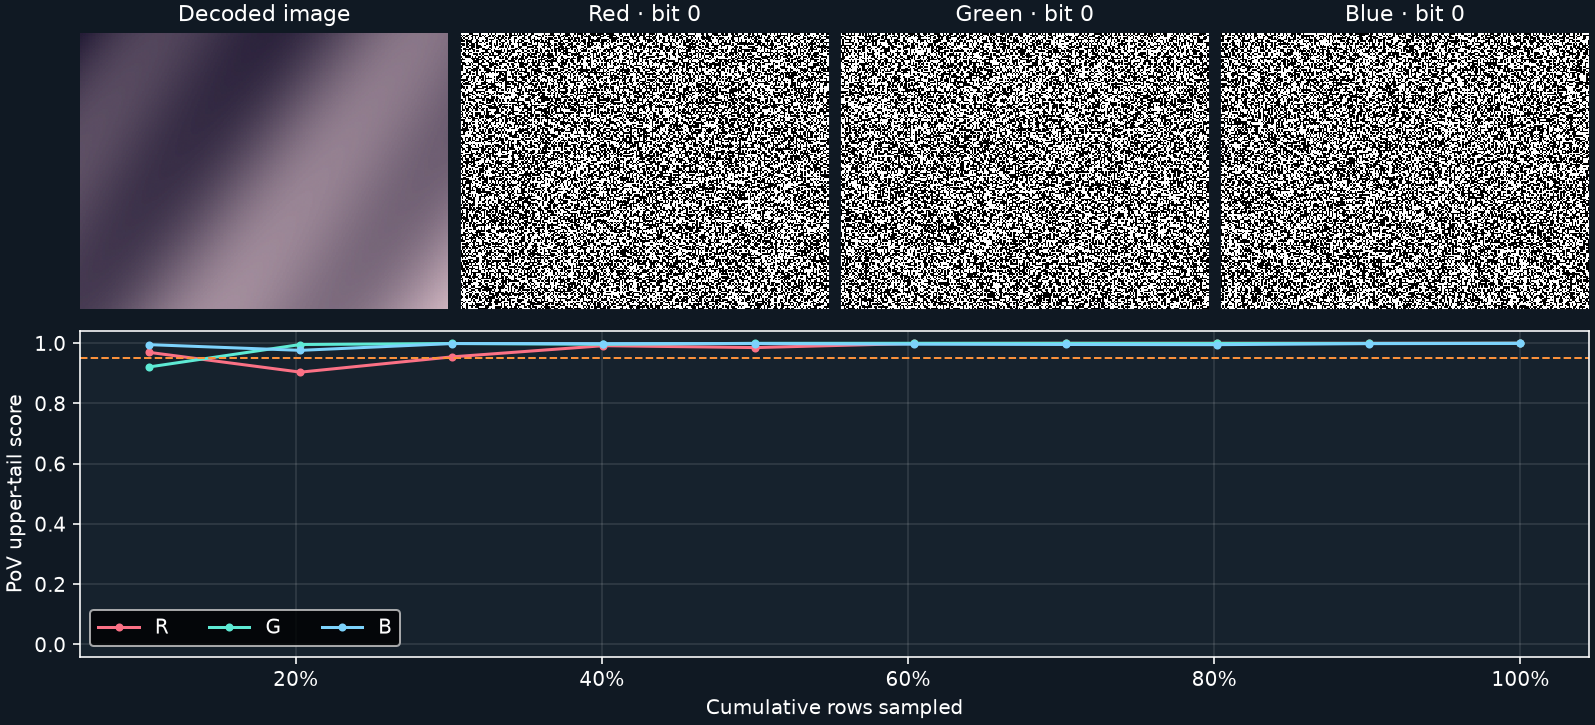 Decoded image
Red · bit 0
Green · bit 0
Blue · bit 0
PoV upper-tail score
1.0
0.8
0.6
0.4
0.2
0.0
R
G
B
20%
40%
60%
80%
100%
Cumulative rows sampled